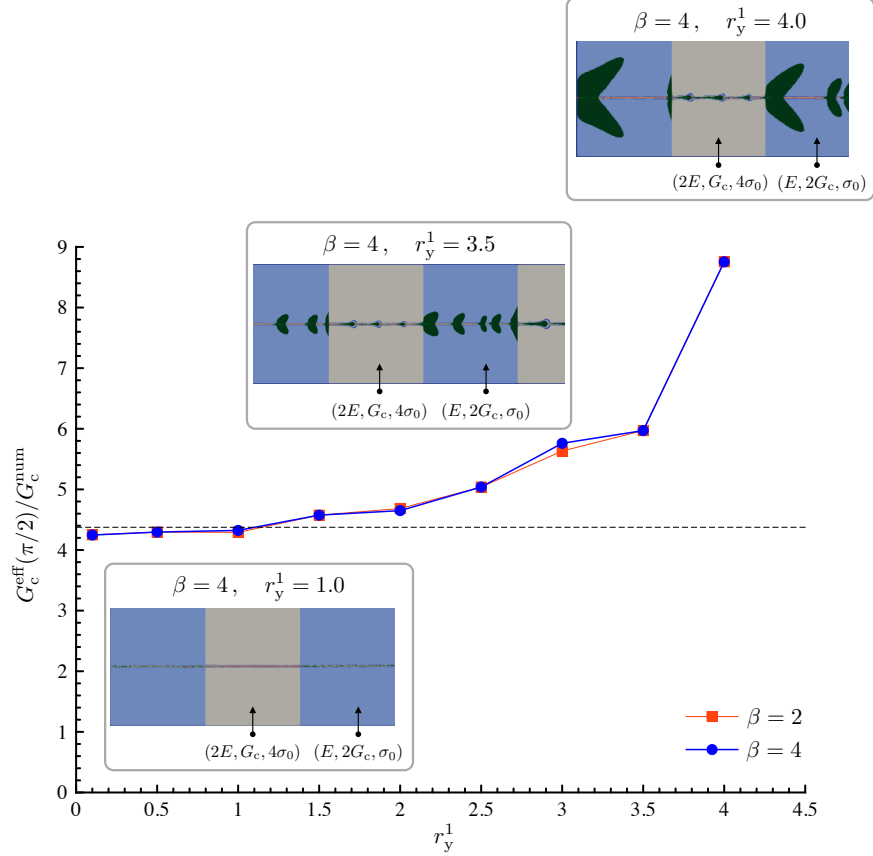 β = 4 ,   r_y^1 = 4.0
(2E, G_c, 4σ_0)   (E, 2G_c, σ_0)
β = 4 ,   r_y^1 = 3.5
(2E, G_c, 4σ_0)   (E, 2G_c, σ_0)
β = 4 ,   r_y^1 = 1.0
(2E, G_c, 4σ_0)   (E, 2G_c, σ_0)
9
8
7
6
5
4
3
2
1
0
G_c^eff(π/2)/G_c^num
β = 2
β = 4
0 0.5 1 1.5 2 2.5 3 3.5 4 4.5
r_y^1